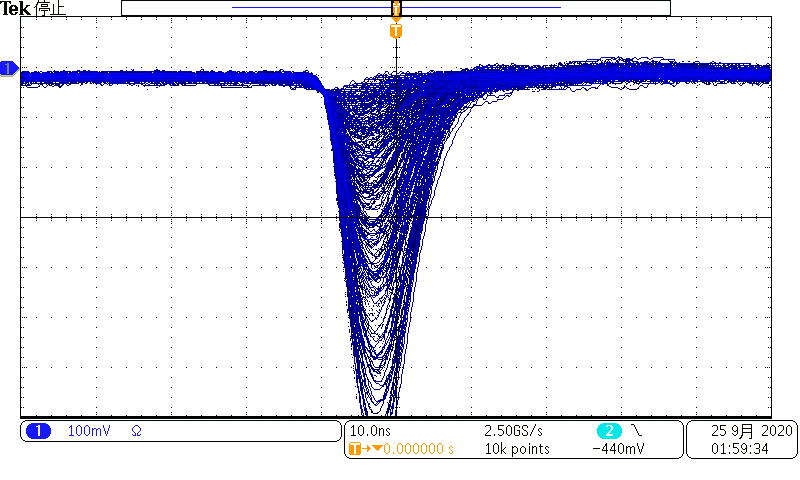 Tek 停止
T
T
1
1 100mV Ω
10.0ns 2.50GS/s 2
T→▼0.000000 s 10k points −440mV
25 9月 2020
01:59:34